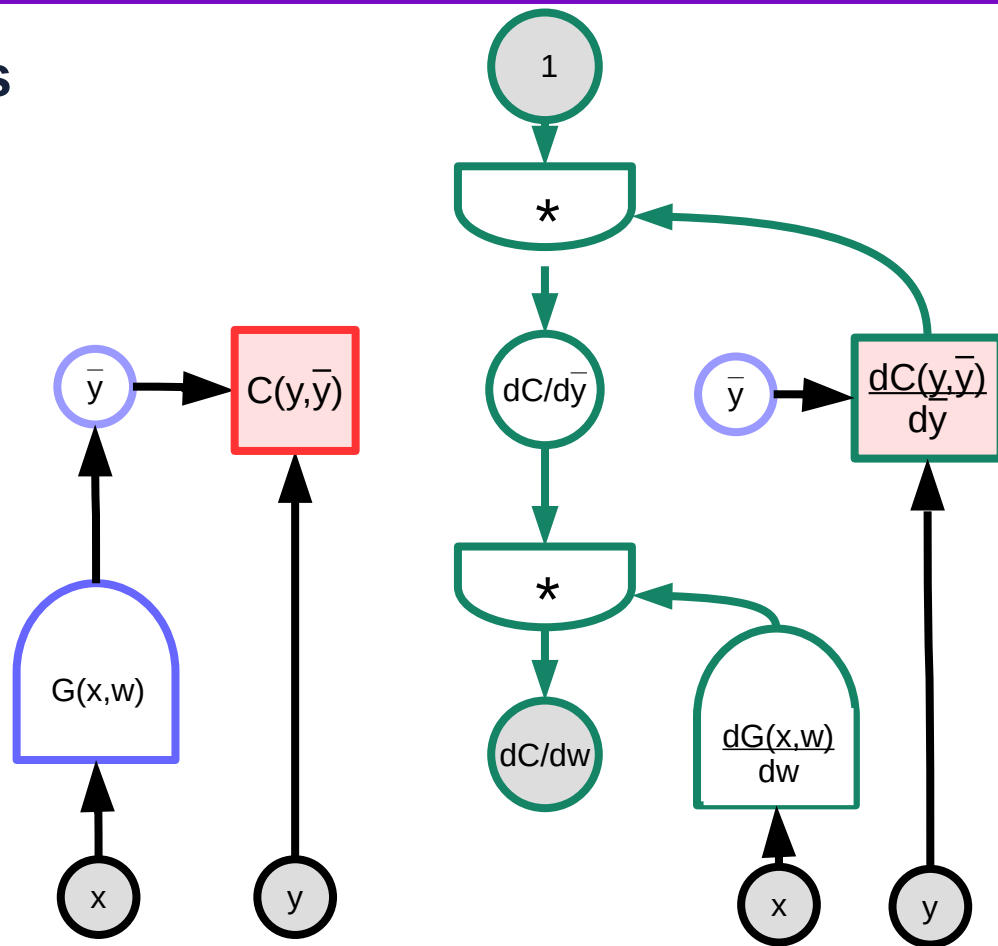 s
1
*
ȳ
C(y,ȳ)
dC/dȳ
ȳ
dC(y,ȳ)
dȳ
*
G(x,w)
dC/dw
dG(x,w)
dw
x
y
x
y